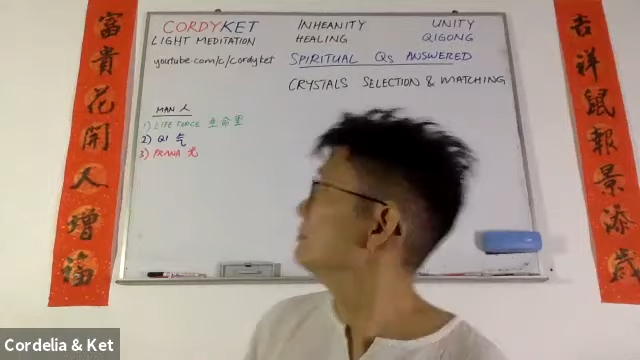 富貴花開人增福
CORDYKET
INHEANITY
UNITY
LIGHT MEDITATION
HEALING
QIGONG
youtube.com/c/cordyket
SPIRITUAL Qs ANSWERED
CRYSTALS SELECTION & MATCHING
MAN 人
1) LIFE FORCE 生命里
2) QI 气
3) PRANA 光
吉祥鼠報景添歲
Cordelia & Ket